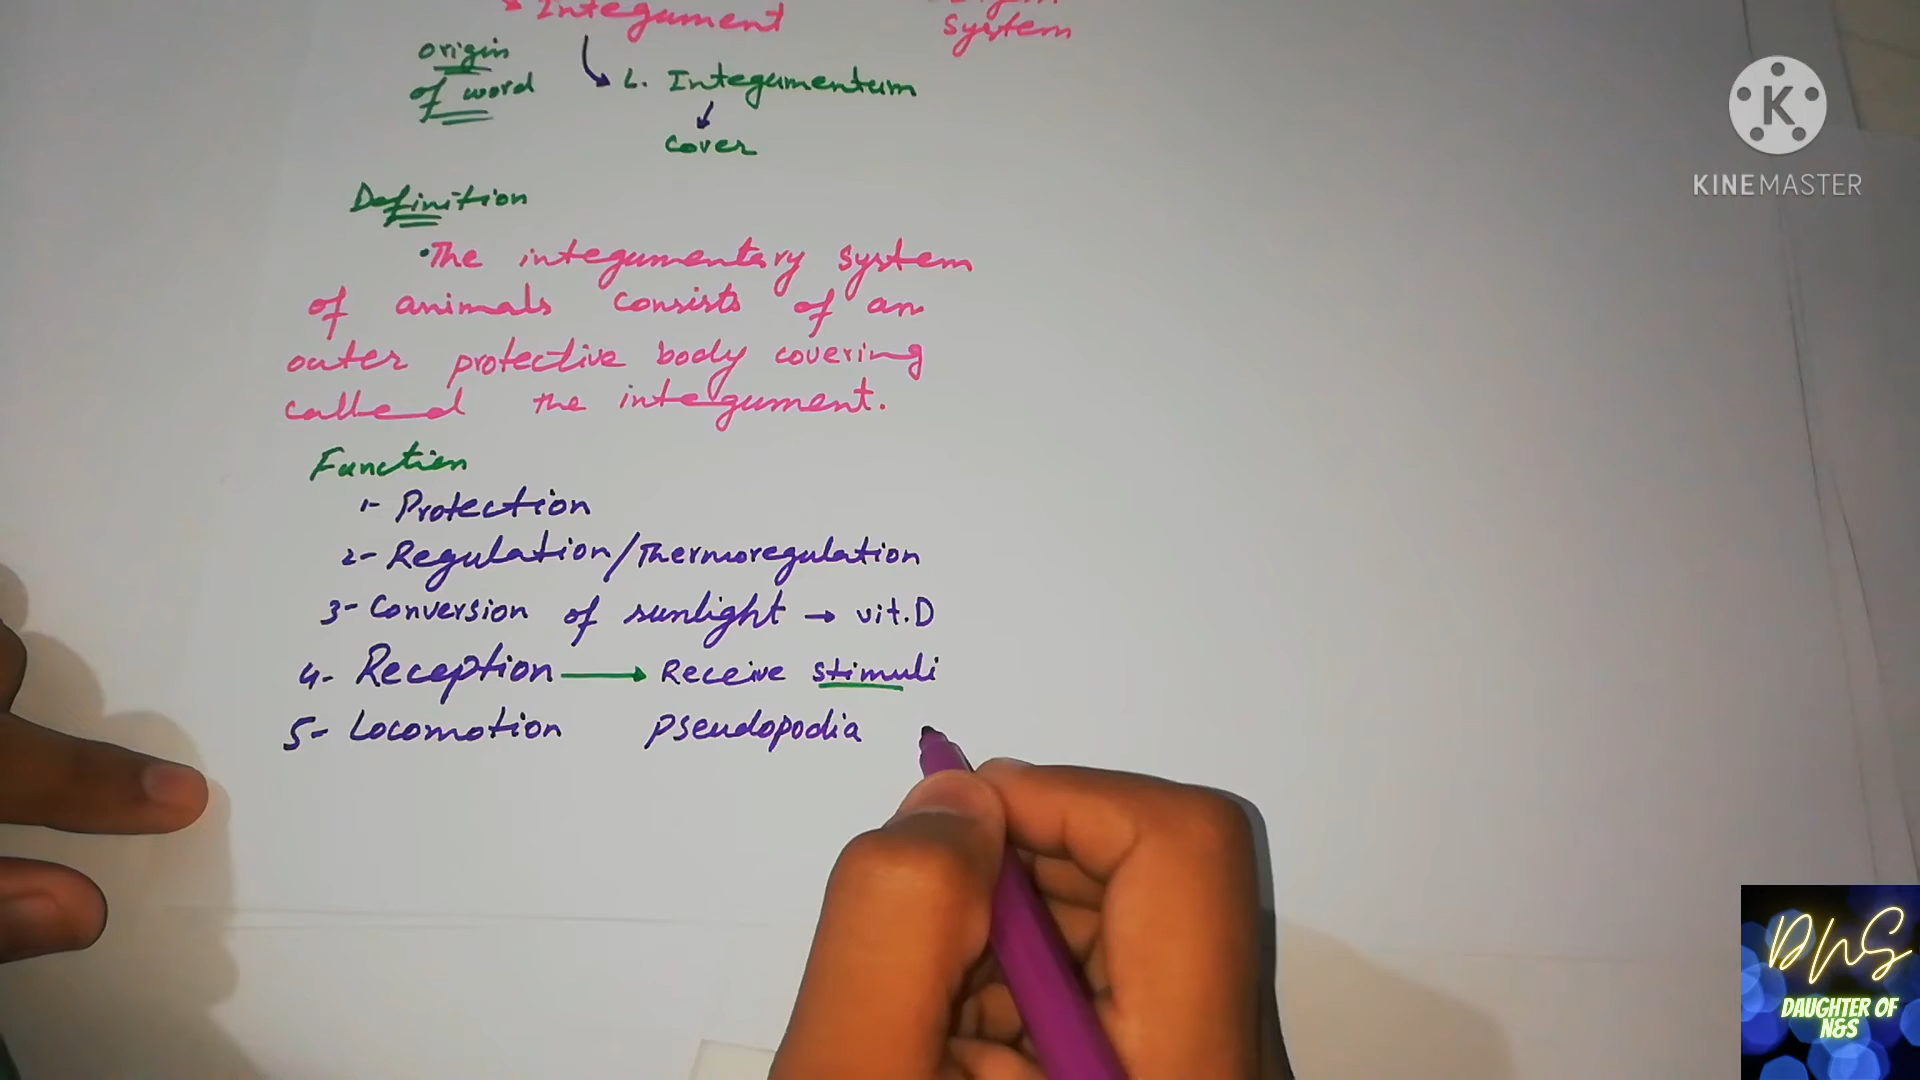 Integument
System
origin
of word
L. Integumentum
Cover
Definition
The integumentary system
of animals consists of an
outer protective body covering
called the integument.
Function
1- Protection
2- Regulation/Thermoregulation
3- Conversion of sunlight → vit.D
4- Reception → Receive stimuli
5- Locomotion pseudopodia
K
KINEMASTER
DNS
DAUGHTER OF
N&S